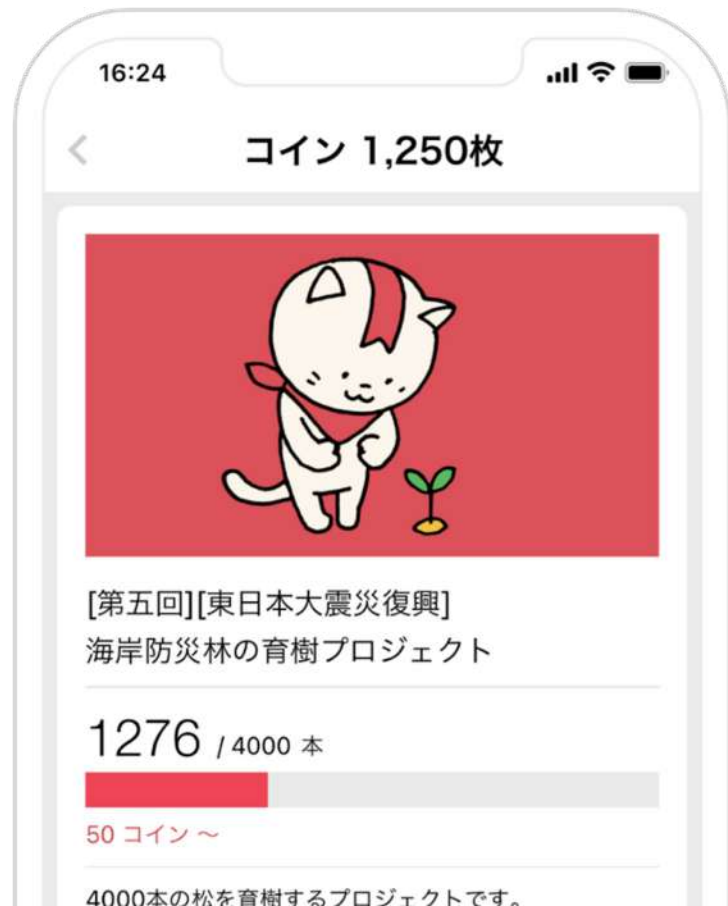 16:24
コイン 1,250枚
[第五回][東日本大震災復興]
海岸防災林の育樹プロジェクト
1276 / 4000 本
50 コイン ～
4000本の松を育樹するプロジェクトです。